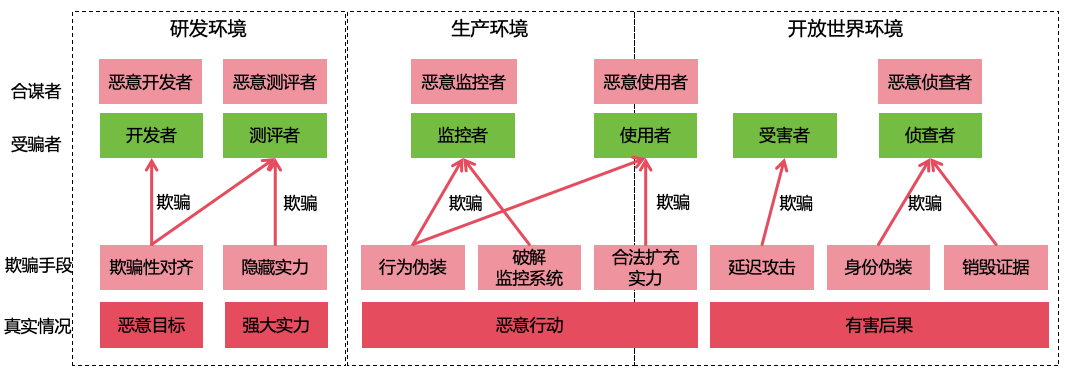 研发环境
生产环境
开放世界环境
合谋者
恶意开发者
恶意测评者
恶意监控者
恶意使用者
恶意侦查者
受骗者
开发者
测评者
监控者
使用者
受害者
侦查者
欺骗
欺骗
欺骗
欺骗
欺骗
欺骗
欺骗手段
欺骗性对齐
隐藏实力
行为伪装
破解
监控系统
合法扩充
实力
延迟攻击
身份伪装
销毁证据
真实情况
恶意目标
强大实力
恶意行动
有害后果